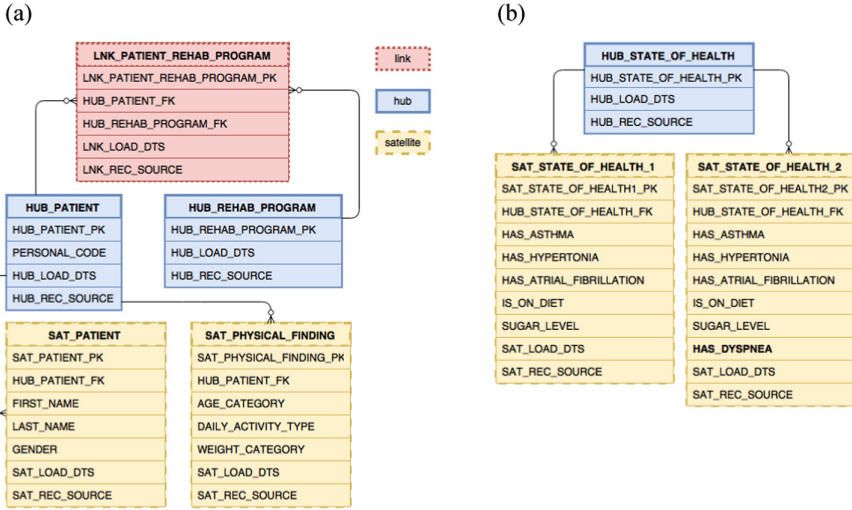 (a)
LNK_PATIENT_REHAB_PROGRAM
LNK_PATIENT_REHAB_PROGRAM_PK
HUB_PATIENT_FK
HUB_REHAB_PROGRAM_FK
LNK_LOAD_DTS
LNK_REC_SOURCE
link
hub
satellite
HUB_PATIENT
HUB_PATIENT_PK
PERSONAL_CODE
HUB_LOAD_DTS
HUB_REC_SOURCE
HUB_REHAB_PROGRAM
HUB_REHAB_PROGRAM_PK
HUB_LOAD_DTS
HUB_REC_SOURCE
SAT_PATIENT
SAT_PATIENT_PK
HUB_PATIENT_FK
FIRST_NAME
LAST_NAME
GENDER
SAT_LOAD_DTS
SAT_REC_SOURCE
SAT_PHYSICAL_FINDING
SAT_PHYSICAL_FINDING_PK
HUB_PATIENT_FK
AGE_CATEGORY
DAILY_ACTIVITY_TYPE
WEIGHT_CATEGORY
SAT_LOAD_DTS
SAT_REC_SOURCE
(b)
HUB_STATE_OF_HEALTH
HUB_STATE_OF_HEALTH_PK
HUB_LOAD_DTS
HUB_REC_SOURCE
SAT_STATE_OF_HEALTH_1
SAT_STATE_OF_HEALTH1_PK
HUB_STATE_OF_HEALTH_FK
HAS_ASTHMA
HAS_HYPERTONIA
HAS_ATRIAL_FIBRILLATION
IS_ON_DIET
SUGAR_LEVEL
SAT_LOAD_DTS
SAT_REC_SOURCE
SAT_STATE_OF_HEALTH_2
SAT_STATE_OF_HEALTH2_PK
HUB_STATE_OF_HEALTH_FK
HAS_ASTHMA
HAS_HYPERTONIA
HAS_ATRIAL_FIBRILLATION
IS_ON_DIET
SUGAR_LEVEL
HAS_DYSPNEA
SAT_LOAD_DTS
SAT_REC_SOURCE